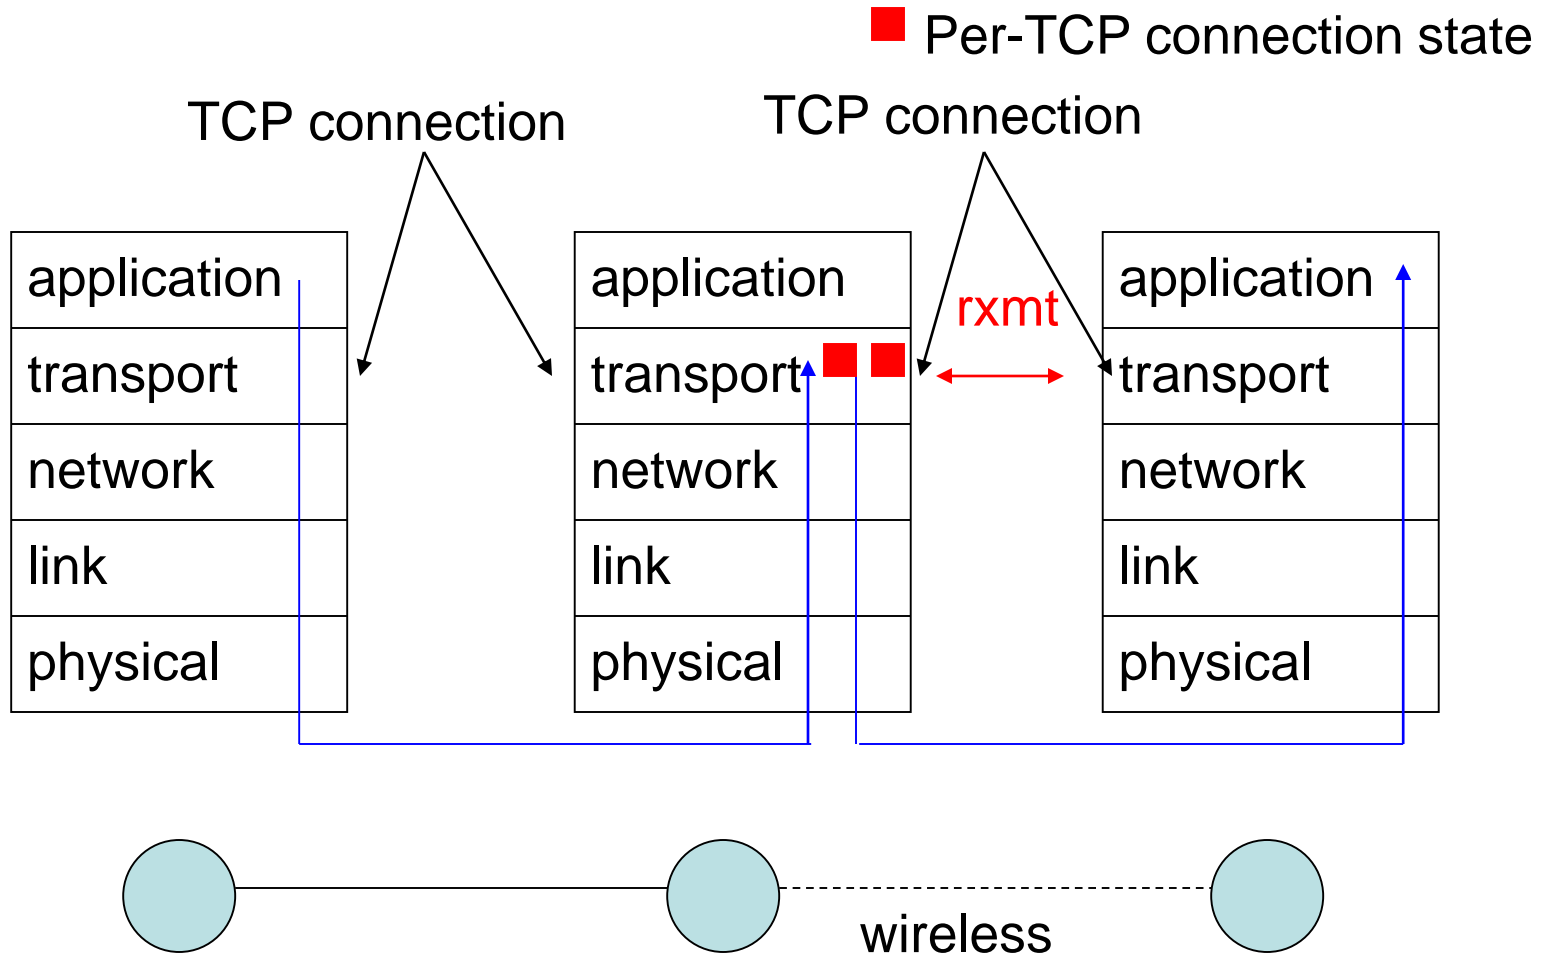 Per-TCP connection state
TCP connection
TCP connection
application
transport
network
link
physical
application
transport
network
link
physical
rxmt
application
transport
network
link
physical
wireless